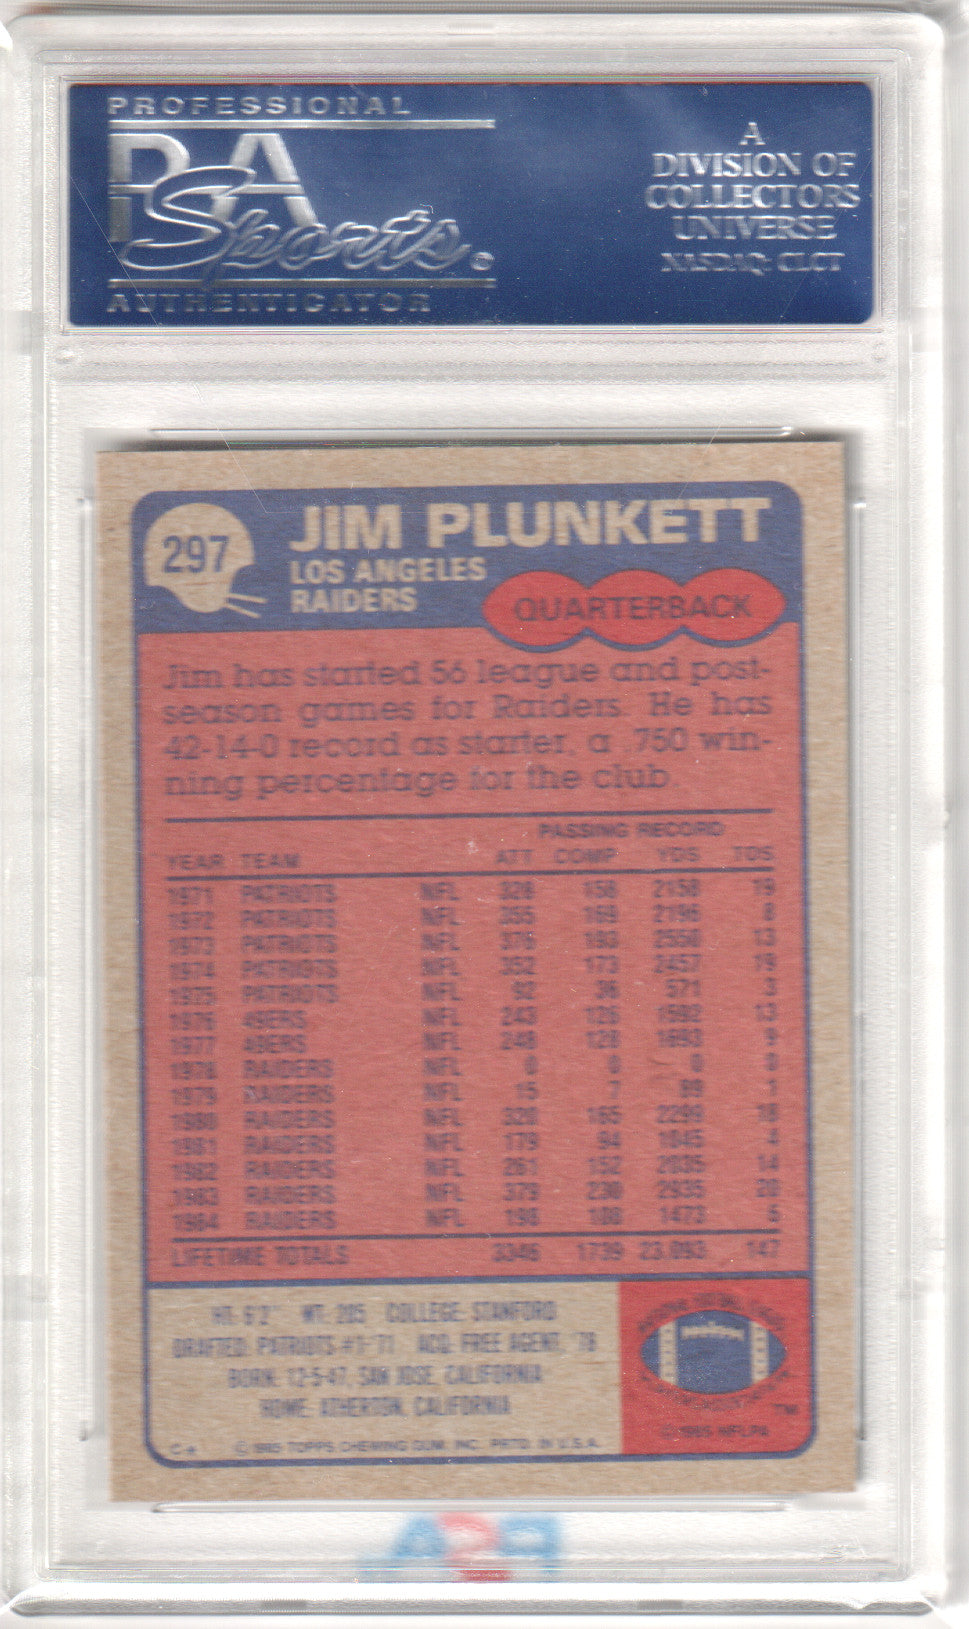 PROFESSIONAL
PSA
Sports
AUTHENTICATOR
A
DIVISION OF
COLLECTORS
UNIVERSE
NASDAQ: CLCT
297
JIM PLUNKETT
LOS ANGELES
RAIDERS
QUARTERBACK
Jim has started 56 league and post-
season games for Raiders. He has
42-14-0 record as starter, a .750 win-
ning percentage for the club.
PASSING RECORD
YEAR TEAM ATT COMP YDS TDS
1971 PATRIOTS NFL 328 158 2158 19
1972 PATRIOTS NFL 355 169 2196 8
1973 PATRIOTS NFL 376 193 2550 13
1974 PATRIOTS NFL 352 173 2457 19
1975 PATRIOTS NFL 92 36 571 3
1976 49ERS NFL 243 126 1592 13
1977 49ERS NFL 248 128 1693 9
1978 RAIDERS NFL 0 0 0 0
1979 RAIDERS NFL 15 7 89 1
1980 RAIDERS NFL 320 165 2299 18
1981 RAIDERS NFL 179 94 1045 4
1982 RAIDERS NFL 261 152 2035 14
1983 RAIDERS NFL 379 230 2935 20
1984 RAIDERS NFL 198 108 1473 6
LIFETIME TOTALS 3346 1739 23,093 147
HT: 6'2" WT: 205 COLLEGE: STANFORD
DRAFTED: PATRIOTS #1-'71 ACQ: FREE AGENT, '78
BORN: 12-5-47, SAN JOSE, CALIFORNIA
HOME: ATHERTON, CALIFORNIA
C* © 1985 TOPPS CHEWING GUM, INC. PRTD. IN U.S.A.
TM
© 1985 NFLPA